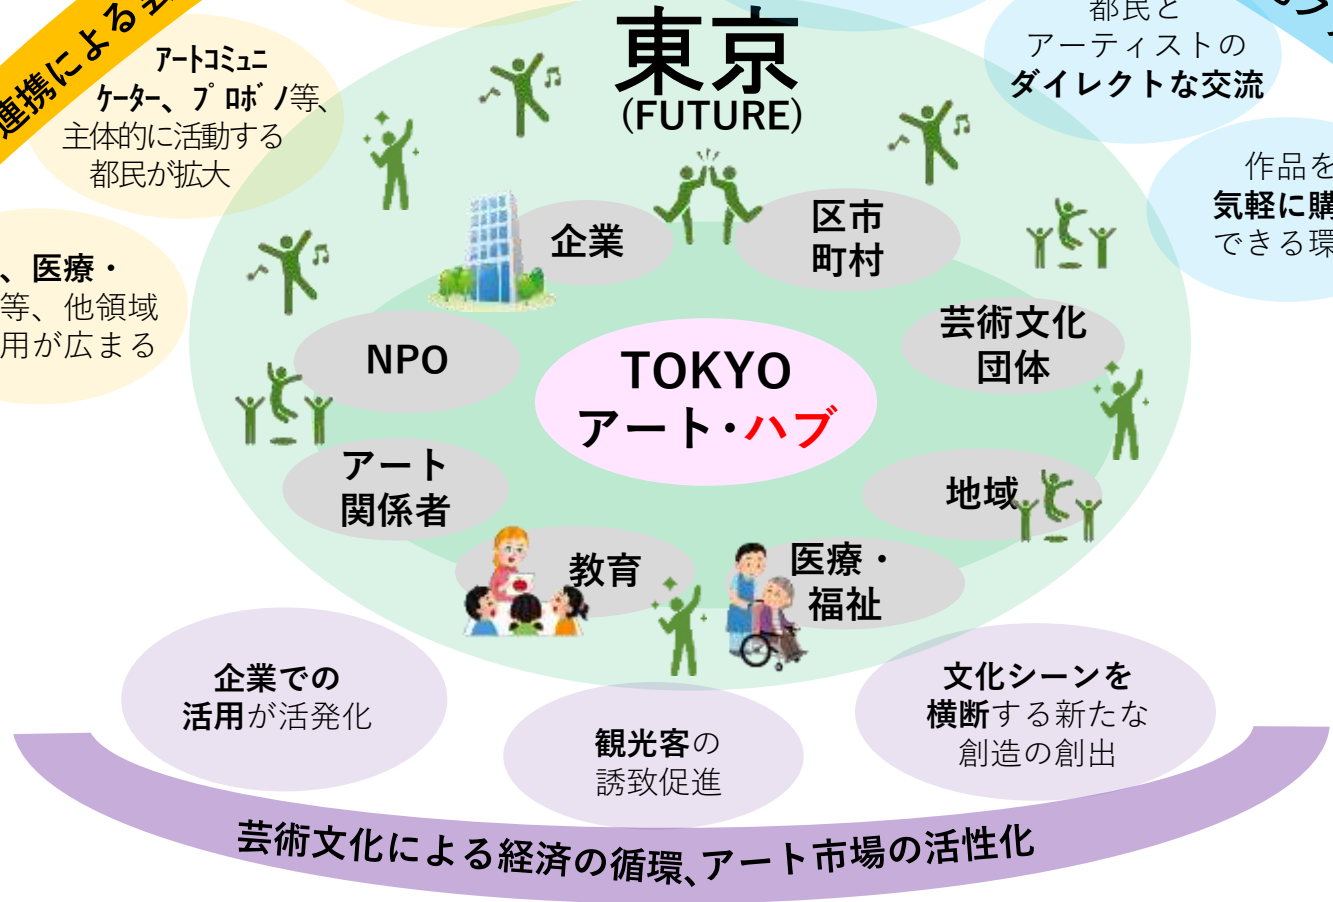 連携による
アートコミュニ
ケーター、プロボノ等、
主体的に活動する
都民が拡大
、医療・
等、他領域
用が広まる
東京
(FUTURE)
都民と
アーティストの
ダイレクトな交流
作品を
気軽に購
できる環
企業
区市
町村
NPO
芸術文化
団体
TOKYO
アート・ハブ
アート
関係者
地域
教育
医療・
福祉
企業での
活用が活発化
観光客の
誘致促進
文化シーンを
横断する新たな
創造の創出
芸術文化による経済の循環、アート市場の活性化